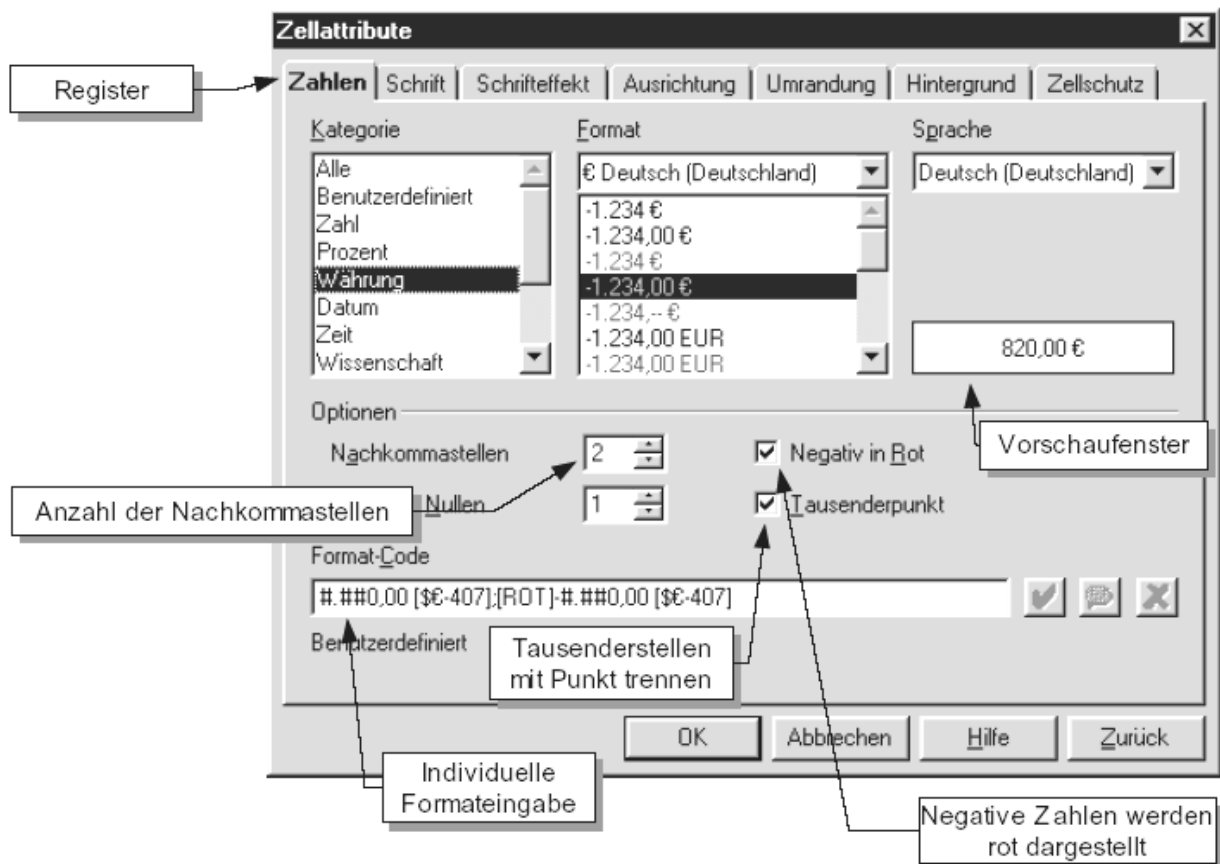 Zellattribute
Register
Zahlen Schrift Schrifteffekt Ausrichtung Umrandung Hintergrund Zellschutz
Kategorie Format Sprache
Alle
Benutzerdefiniert
Zahl
Prozent
Währung
Datum
Zeit
Wissenschaft
€ Deutsch (Deutschland)
-1.234 €
-1.234,00 €
-1.234 €
-1.234,00 €
-1.234,-- €
-1.234,00 EUR
-1.234,00 EUR
Deutsch (Deutschland)
820,00 €
Vorschaufenster
Optionen
Nachkommastellen 2 Negativ in Rot
Anzahl der Nachkommastellen
Nullen 1 Tausenderpunkt
Format-Code
#.##0,00 [$€-407];[ROT]-#.##0,00 [$€-407]
Benutzerdefiniert
Tausenderstellen
mit Punkt trennen
OK Abbrechen Hilfe Zurück
Individuelle
Formateingabe
Negative Zahlen werden
rot dargestellt